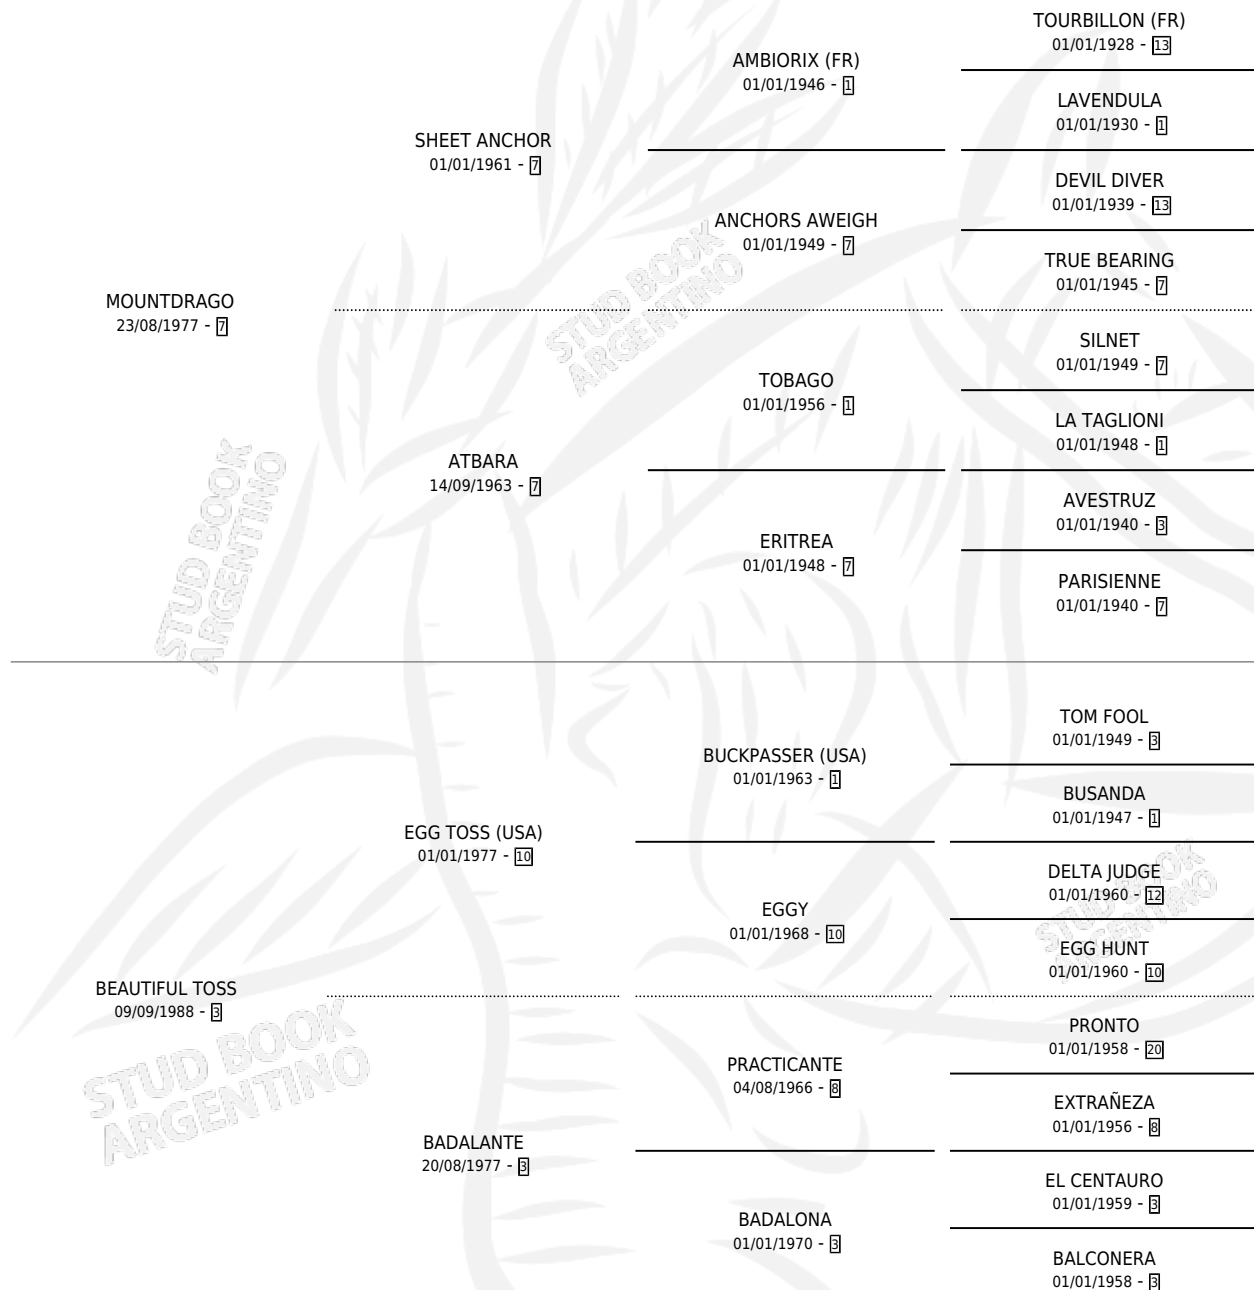 TOURBILLON (FR)
01/01/1928 - 13
AMBIORIX (FR)
01/01/1946 - 1
LAVENDULA
01/01/1930 - 1
SHEET ANCHOR
01/01/1961 - 7
DEVIL DIVER
01/01/1939 - 13
ANCHORS AWEIGH
01/01/1949 - 7
TRUE BEARING
01/01/1945 - 7
MOUNTDRAGO
23/08/1977 - 7
SILNET
01/01/1949 - 7
TOBAGO
01/01/1956 - 1
LA TAGLIONI
01/01/1948 - 1
ATBARA
14/09/1963 - 7
AVESTRUZ
01/01/1940 - 3
ERITREA
01/01/1948 - 7
PARISIENNE
01/01/1940 - 7
TOM FOOL
01/01/1949 - 3
BUCKPASSER (USA)
01/01/1963 - 1
BUSANDA
01/01/1947 - 1
EGG TOSS (USA)
01/01/1977 - 10
DELTA JUDGE
01/01/1960 - 12
EGGY
01/01/1968 - 10
EGG HUNT
01/01/1960 - 10
BEAUTIFUL TOSS
09/09/1988 - 3
PRONTO
01/01/1958 - 20
PRACTICANTE
04/08/1966 - 8
EXTRAÑEZA
01/01/1956 - 8
BADALANTE
20/08/1977 - 3
EL CENTAURO
01/01/1959 - 3
BADALONA
01/01/1970 - 3
BALCONERA
01/01/1958 - 3
STUD BOOK
ARGENTINO
STUD BOOK
ARGENTINO
STUD BOOK
ARGENTINO
STUD BOOK
ARGENTINO